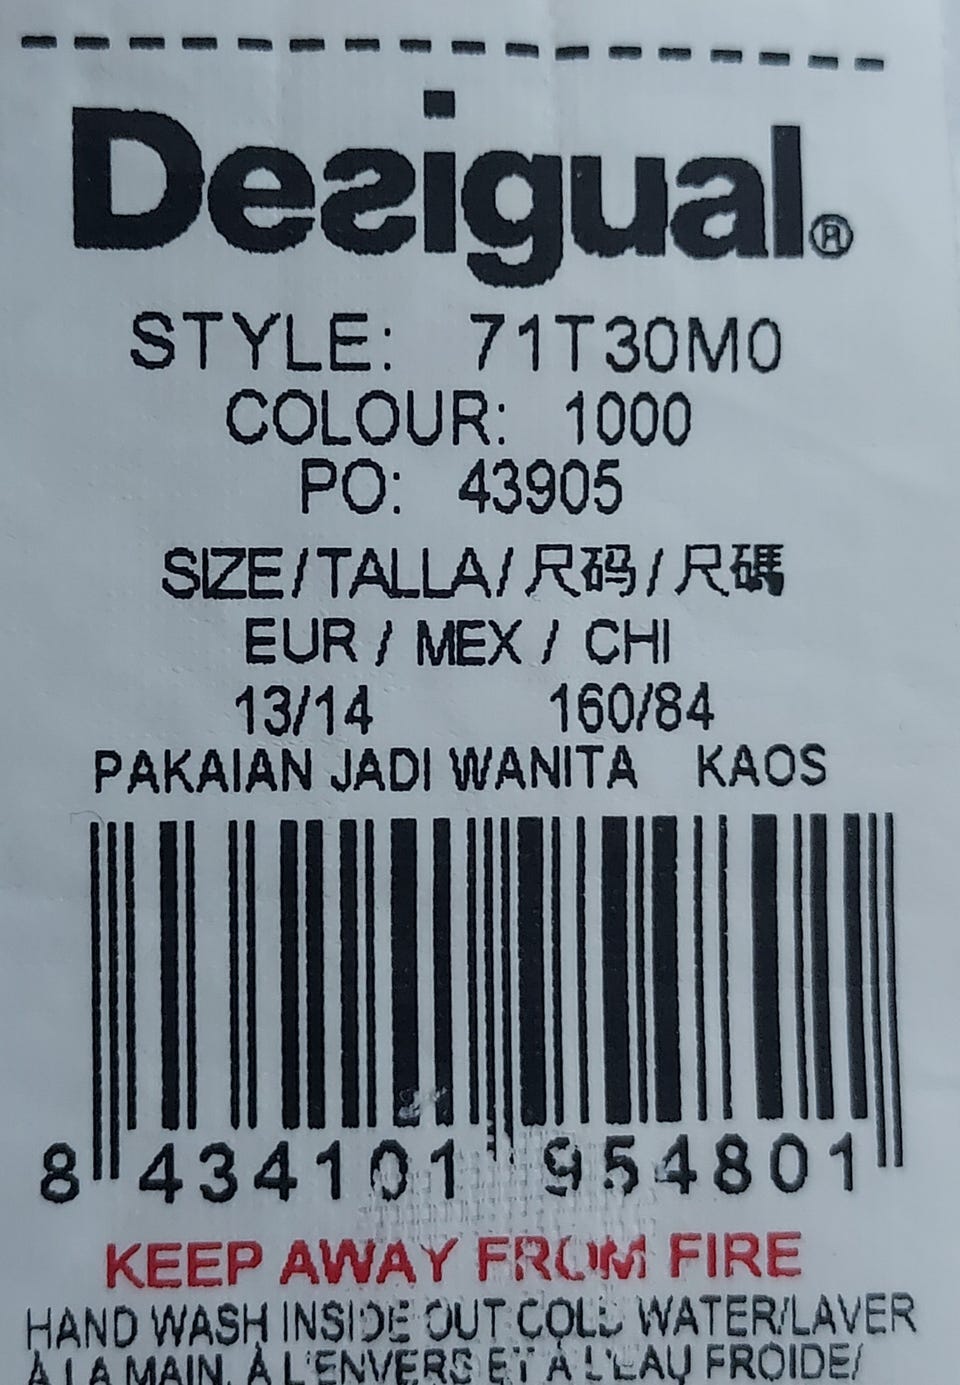 Desigual®
STYLE: 71T30M0
COLOUR: 1000
PO: 43905
SIZE/TALLA/尺码/尺碼
EUR / MEX / CHI
13/14 160/84
PAKAIAN JADI WANITA KAOS
8 434101 954801
KEEP AWAY FROM FIRE
HAND WASH INSIDE OUT COLD WATER/LAVER
À LA MAIN, À L'ENVERS ET À L'EAU FROIDE/